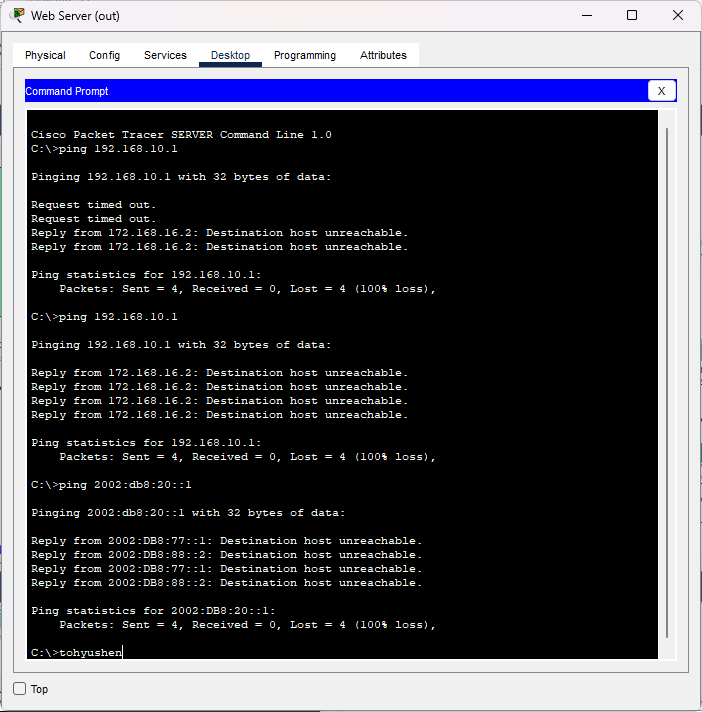 Web Server (out)
Physical Config Services Desktop Programming Attributes
Command Prompt X
Cisco Packet Tracer SERVER Command Line 1.0
C:\>ping 192.168.10.1
Pinging 192.168.10.1 with 32 bytes of data:
Request timed out.
Request timed out.
Reply from 172.168.16.2: Destination host unreachable.
Reply from 172.168.16.2: Destination host unreachable.
Ping statistics for 192.168.10.1:
Packets: Sent = 4, Received = 0, Lost = 4 (100% loss),
C:\>ping 192.168.10.1
Pinging 192.168.10.1 with 32 bytes of data:
Reply from 172.168.16.2: Destination host unreachable.
Reply from 172.168.16.2: Destination host unreachable.
Reply from 172.168.16.2: Destination host unreachable.
Reply from 172.168.16.2: Destination host unreachable.
Ping statistics for 192.168.10.1:
Packets: Sent = 4, Received = 0, Lost = 4 (100% loss),
C:\>ping 2002:db8:20::1
Pinging 2002:db8:20::1 with 32 bytes of data:
Reply from 2002:DB8:77::1: Destination host unreachable.
Reply from 2002:DB8:88::2: Destination host unreachable.
Reply from 2002:DB8:77::1: Destination host unreachable.
Reply from 2002:DB8:88::2: Destination host unreachable.
Ping statistics for 2002:DB8:20::1:
Packets: Sent = 4, Received = 0, Lost = 4 (100% loss),
C:\>tohyushen
Top